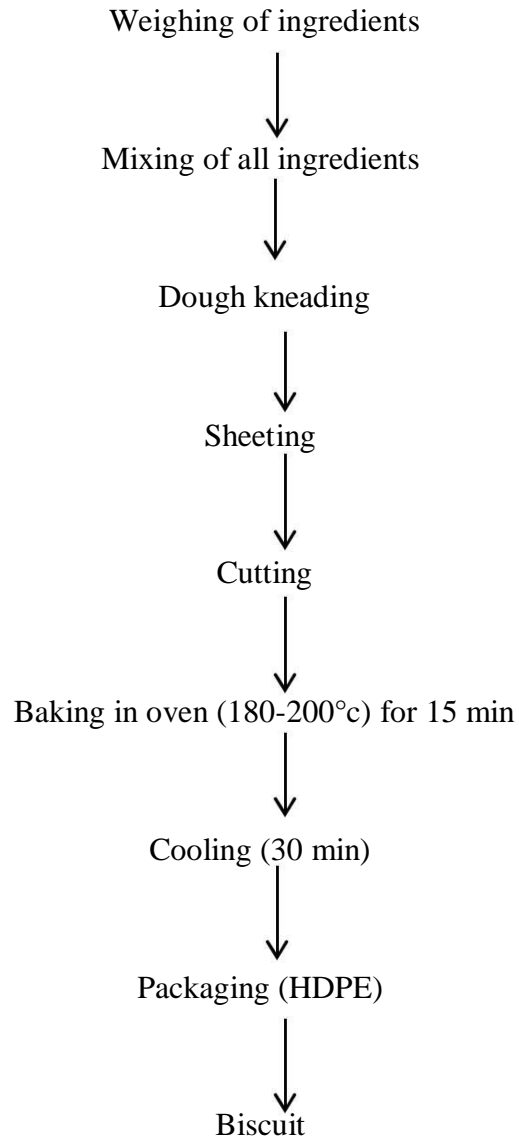 Weighing of ingredients
Mixing of all ingredients
Dough kneading
Sheeting
Cutting
Baking in oven (180-200°c) for 15 min
Cooling (30 min)
Packaging (HDPE)
Biscuit